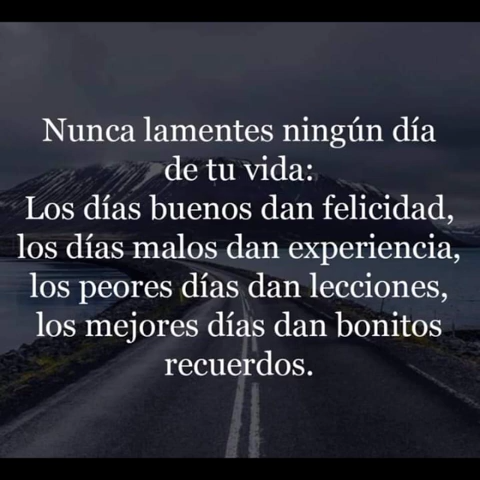 Nunca lamentes ningún día
de tu vida:
Los días buenos dan felicidad,
los días malos dan experiencia,
los peores días dan lecciones,
los mejores días dan bonitos
recuerdos.